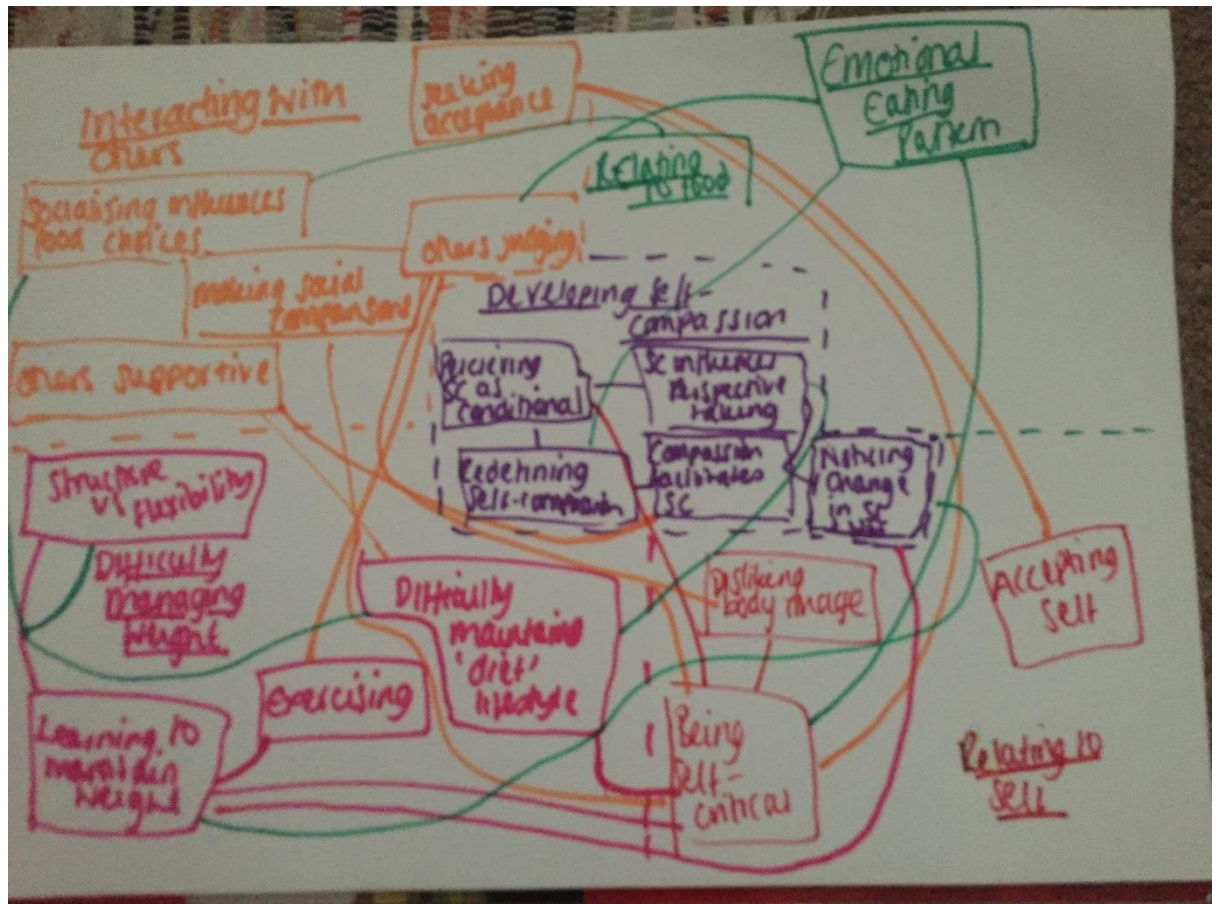 Interacting with
others
Seeking
acceptance
Emotional
Eating
Pattern
Relating
to food
Socialising influences
food choices
others judging!
making social
comparisons
others supportive
Developing self-
compassion
Perceiving
SC as
conditional
SC influences
Perspective
taking
Redefining
Self-compassion
Compassion
facilitates
SC
Noticing
Change
in SC
Structure
vs
Flexibility
Difficulty
Managing
Weight
Difficulty
maintaining
'diet'
lifestyle
Disliking
body image
Accepting
Self
Exercising
Learning to
maintain
weight
Being
self-
critical
Relating to
self